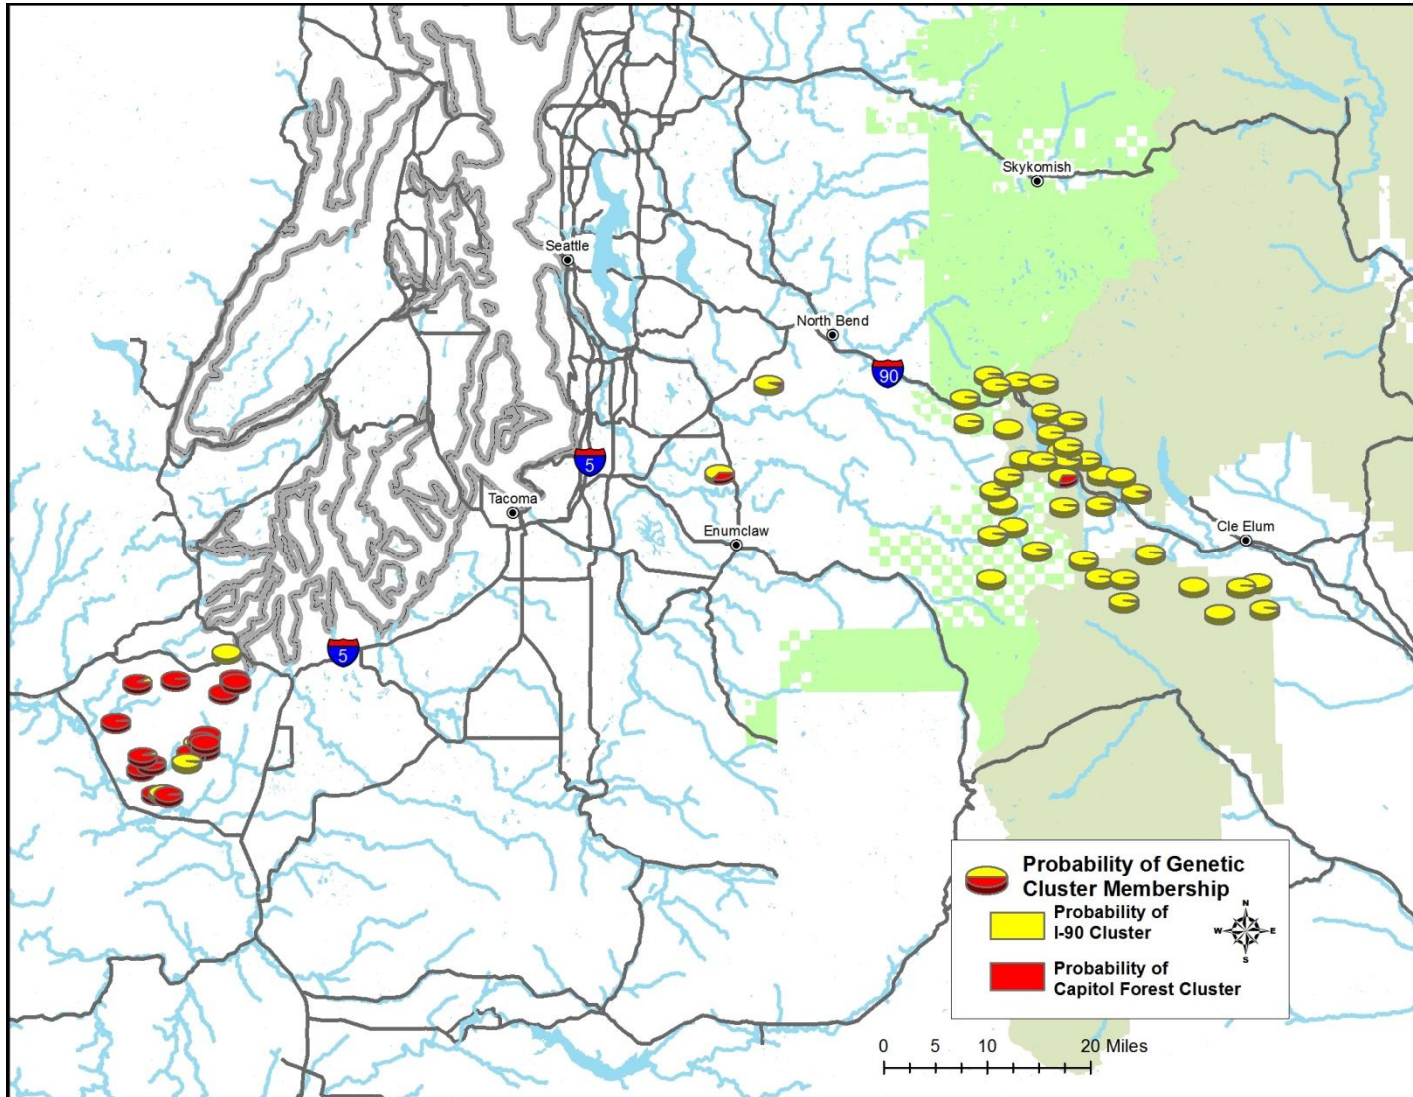 Skykomish
Seattle
North Bend
90
5
Tacoma
Enumclaw
Cle Elum
5
Probability of Genetic
Cluster Membership
Probability of
I-90 Cluster
Probability of
Capitol Forest Cluster
N
W
E
S
0 5 10 20 Miles